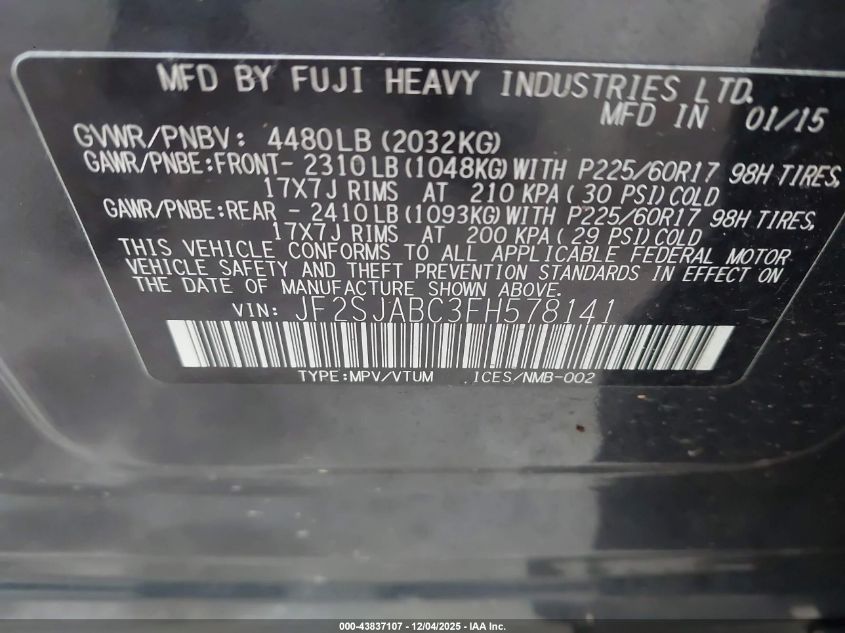 MFD BY FUJI HEAVY INDUSTRIES LTD.
MFD IN 01/15
GVWR/PNBV: 4480LB (2032KG)
GAWR/PNBE:FRONT- 2310LB (1048KG) WITH P225/60R17 98H TIRES,
17X7J RIMS AT 210 KPA ( 30 PSI) COLD
GAWR/PNBE:REAR - 2410LB (1093KG) WITH P225/60R17 98H TIRES,
17X7J RIMS AT 200 KPA ( 29 PSI) COLD
THIS VEHICLE CONFORMS TO ALL APPLICABLE FEDERAL MOTOR
VEHICLE SAFETY AND THEFT PREVENTION STANDARDS IN EFFECT ON
THE DATE OF MANUFACTURE SHOWN ABOVE.
VIN: JF2SJABC3FH578141
TYPE:MPV/VTUM ICES/NMB-002
000-43837107 - 12/04/2025 - IAA Inc.